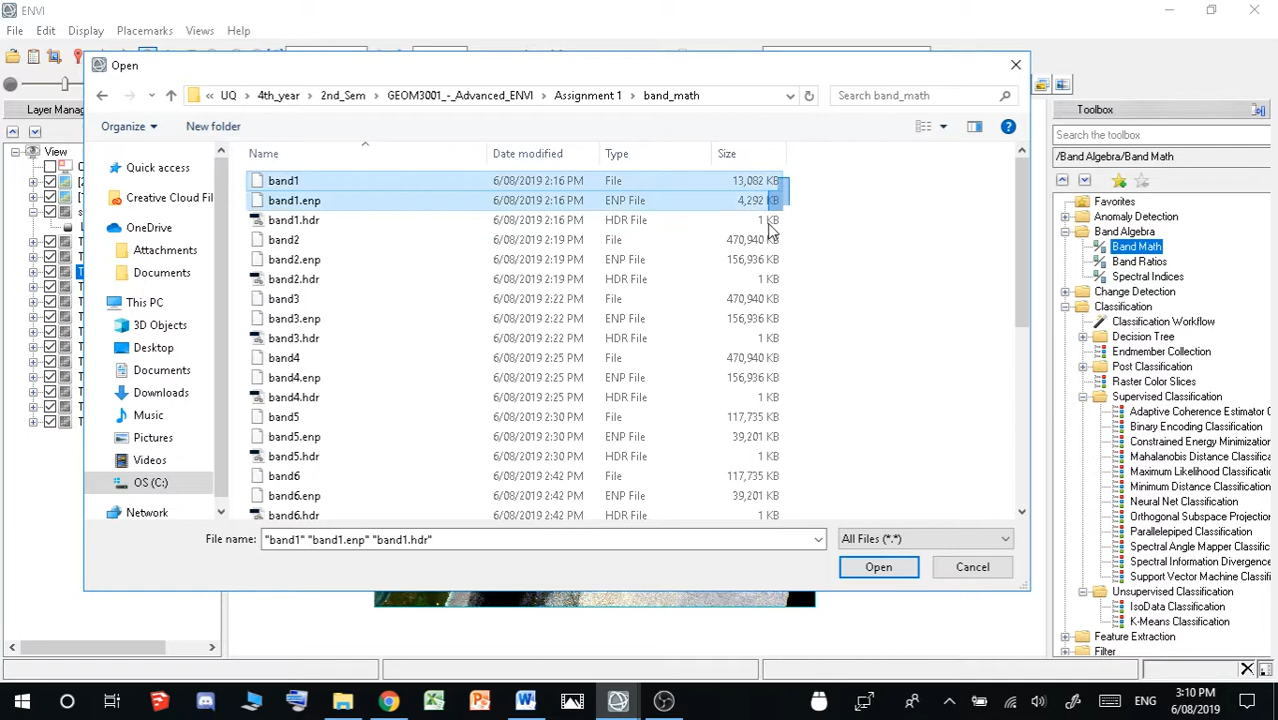 ENVI
File Edit Display Placemarks Views Help
Open
« UQ > 4th_year > 2nd_Sem > GEOM3001_-_Advanced_ENVI > Assignment 1 > band_math
Search band_math
Organize
New folder
Layer Manag
View
Quick access
Creative Cloud Fil
OneDrive
Attachments
Documents
This PC
3D Objects
Desktop
Documents
Downloads
Music
Pictures
Videos
OS (C:)
Network
Name Date modified Type Size
band1 6/08/2019 2:16 PM File 13,082 KB
band1.enp 6/08/2019 2:16 PM ENP File 4,292 KB
band1.hdr 6/08/2019 2:16 PM HDR File 1 KB
band2 6/08/2019 2:19 PM File 470,940 KB
band2.enp 6/08/2019 2:19 PM ENP File 156,936 KB
band2.hdr 6/08/2019 2:19 PM HDR File 1 KB
band3 6/08/2019 2:22 PM File 470,940 KB
band3.enp 6/08/2019 2:22 PM ENP File 156,936 KB
band3.hdr 6/08/2019 2:22 PM HDR File 1 KB
band4 6/08/2019 2:25 PM File 470,940 KB
band4.enp 6/08/2019 2:25 PM ENP File 156,936 KB
band4.hdr 6/08/2019 2:25 PM HDR File 1 KB
band5 6/08/2019 2:30 PM File 117,735 KB
band5.enp 6/08/2019 2:30 PM ENP File 39,201 KB
band5.hdr 6/08/2019 2:30 PM HDR File 1 KB
band6 6/08/2019 2:42 PM File 117,735 KB
band6.enp 6/08/2019 2:42 PM ENP File 39,201 KB
band6.hdr 6/08/2019 2:42 PM HDR File 1 KB
File name: "band1" "band1.enp" "band1.hdr"
All Files (*.*)
Open
Cancel
Toolbox
Search the toolbox
/Band Algebra/Band Math
Favorites
Anomaly Detection
Band Algebra
Band Math
Band Ratios
Spectral Indices
Change Detection
Classification
Classification Workflow
Decision Tree
Endmember Collection
Post Classification
Raster Color Slices
Supervised Classification
Adaptive Coherence Estimator C
Binary Encoding Classification
Constrained Energy Minimization
Mahalanobis Distance Classificat
Maximum Likelihood Classificatio
Minimum Distance Classification
Neural Net Classification
Orthogonal Subspace Projection
Parallelepiped Classification
Spectral Angle Mapper Classifica
Spectral Information Divergence
Support Vector Machine Classific
Unsupervised Classification
IsoData Classification
K-Means Classification
Feature Extraction
Filter
ENG
3:10 PM
6/08/2019